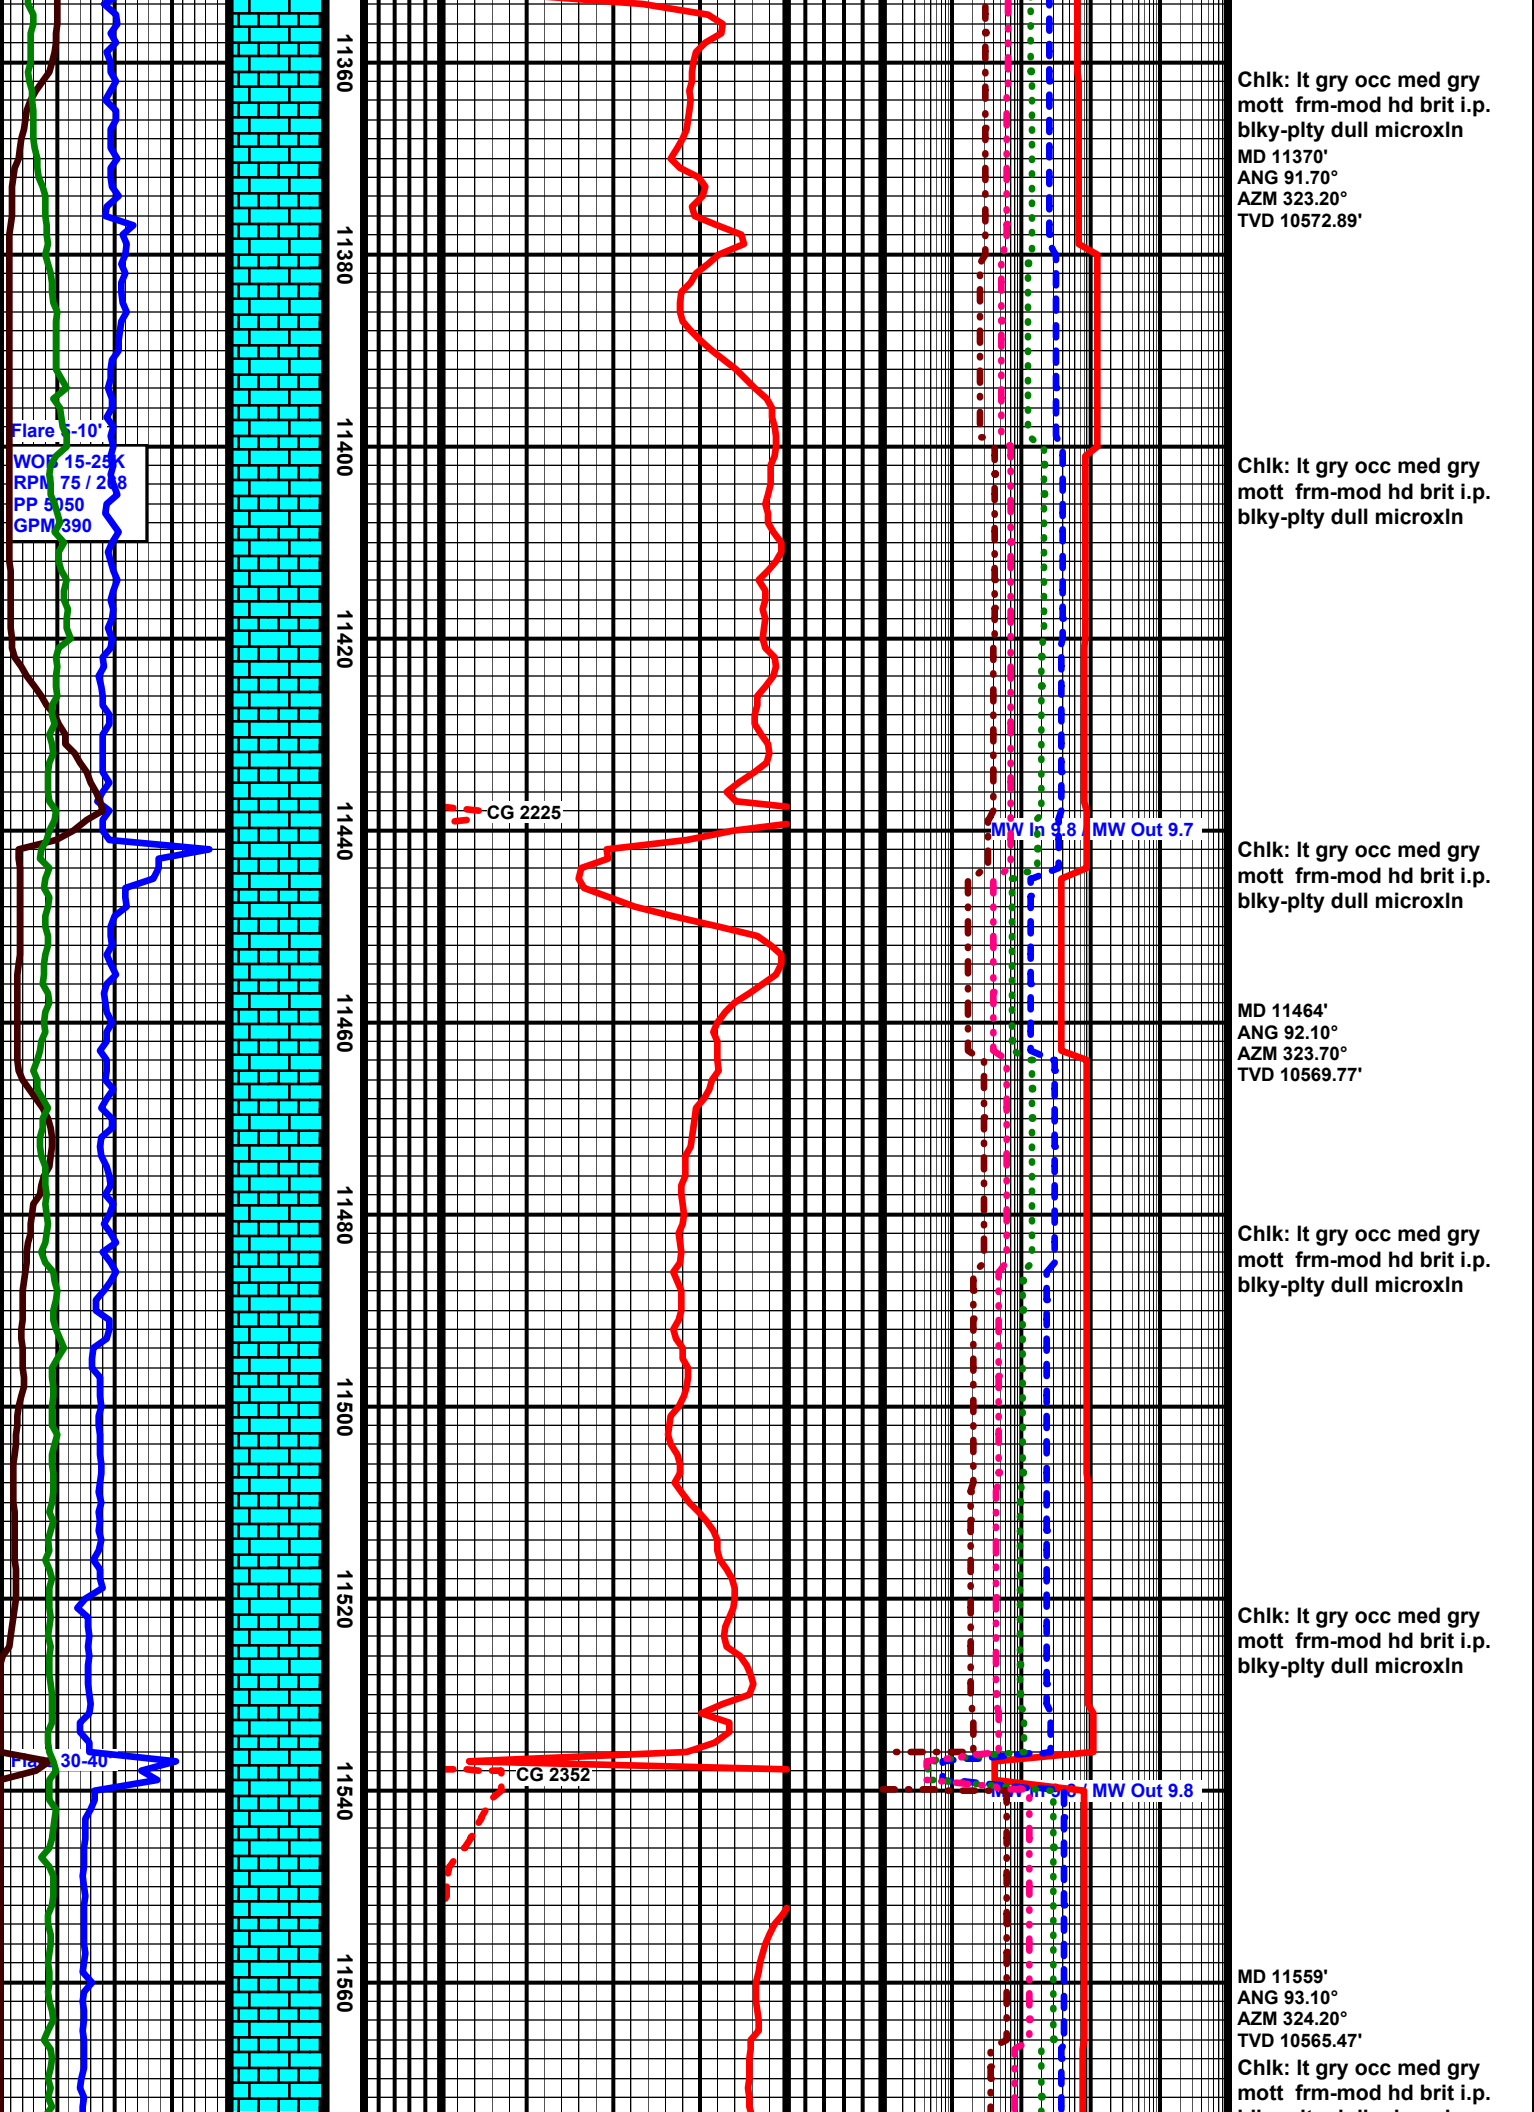 Chlk: lt gry occ med gry
mott  frm-mod hd brit i.p.
blky-plty dull microxln
MD 11370'
ANG 91.70°
AZM 323.20°
TVD 10572.89'
11360
11380
Flare 5-10'
WOB 15-25K
RPM 75 /
PP 5050
GPM 390
11400
Chlk: lt gry occ med gry
mott  frm-mod hd brit i.p.
blky-plty dull microxln
11420
CG 2225
MW In 9.8 / MW Out 9.7
11440
Chlk: lt gry occ med gry
mott  frm-mod hd brit i.p.
blky-plty dull microxln
11460
MD 11464'
ANG 92.10°
AZM 323.70°
TVD 10569.77'
11480
Chlk: lt gry occ med gry
mott  frm-mod hd brit i.p.
blky-plty dull microxln
11500
11520
Chlk: lt gry occ med gry
mott  frm-mod hd brit i.p.
blky-plty dull microxln
Flare 30-40'
CG 2352
MW In / MW Out 9.8
11540
11560
MD 11559'
ANG 93.10°
AZM 324.20°
TVD 10565.47'
Chlk: lt gry occ med gry
mott  frm-mod hd brit i.p.